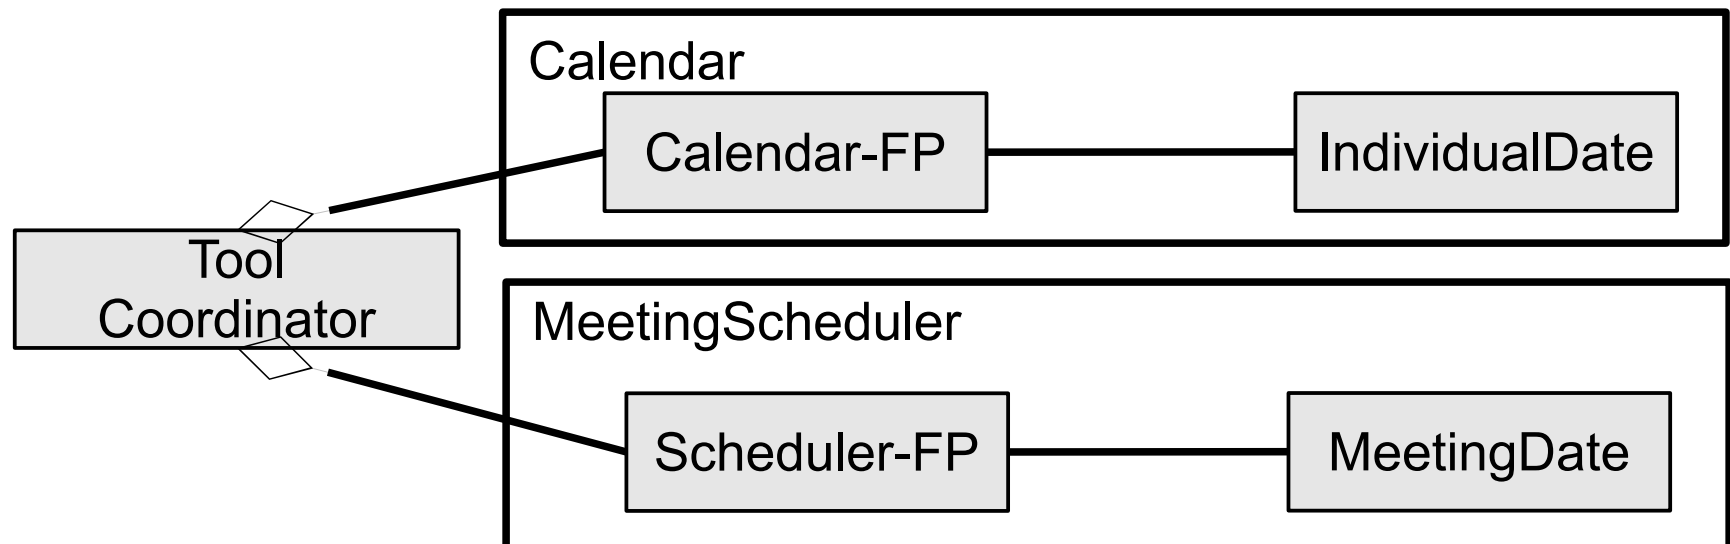 Calendar
Calendar-FP
IndividualDate
Tool
Coordinator
MeetingScheduler
Scheduler-FP
MeetingDate